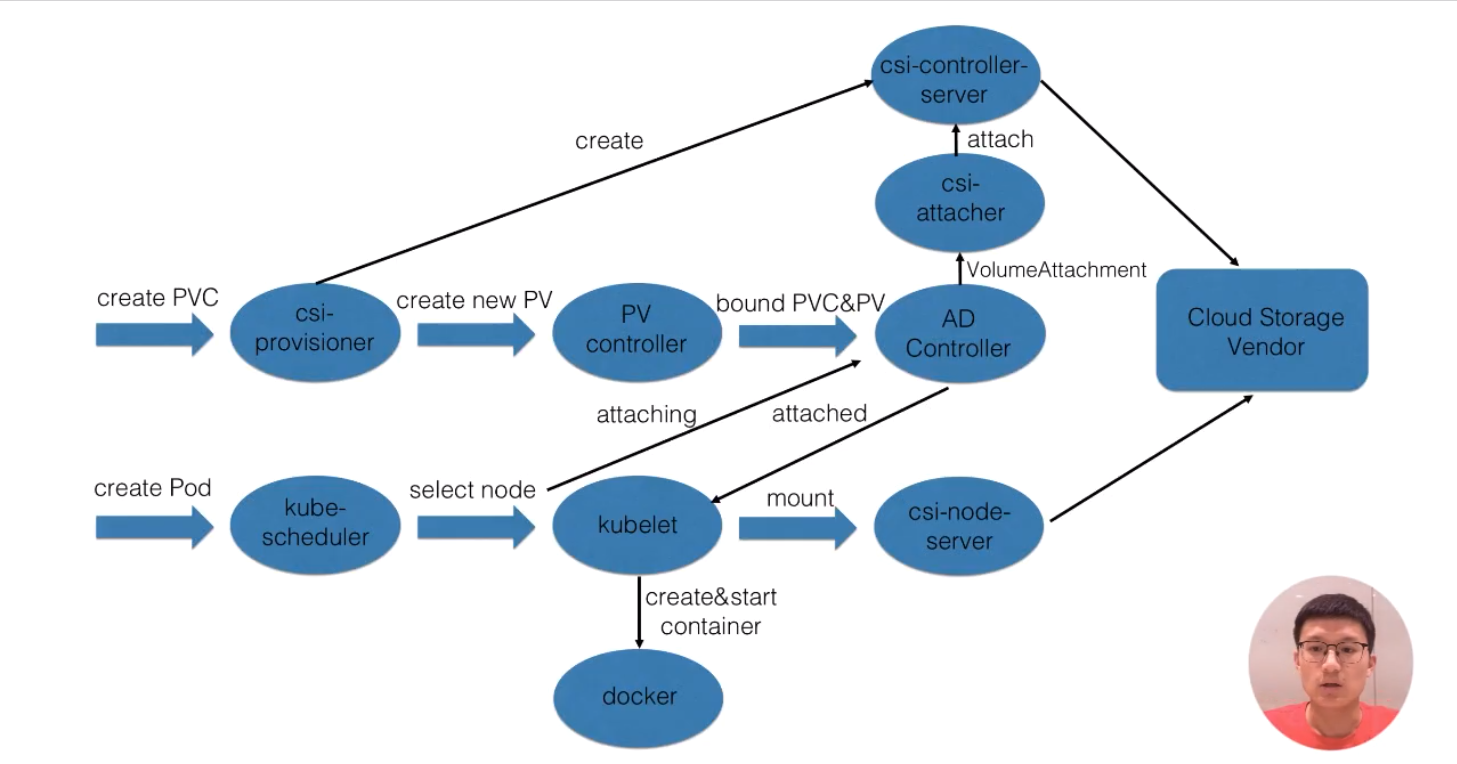 csi-controller-
server
create
attach
csi-
attacher
VolumeAttachment
create PVC
csi-
provisioner
create new PV
PV
controller
bound PVC&PV
AD
Controller
Cloud Storage
Vendor
attaching
attached
create Pod
kube-
scheduler
select node
kubelet
mount
csi-node-
server
create&start
container
docker